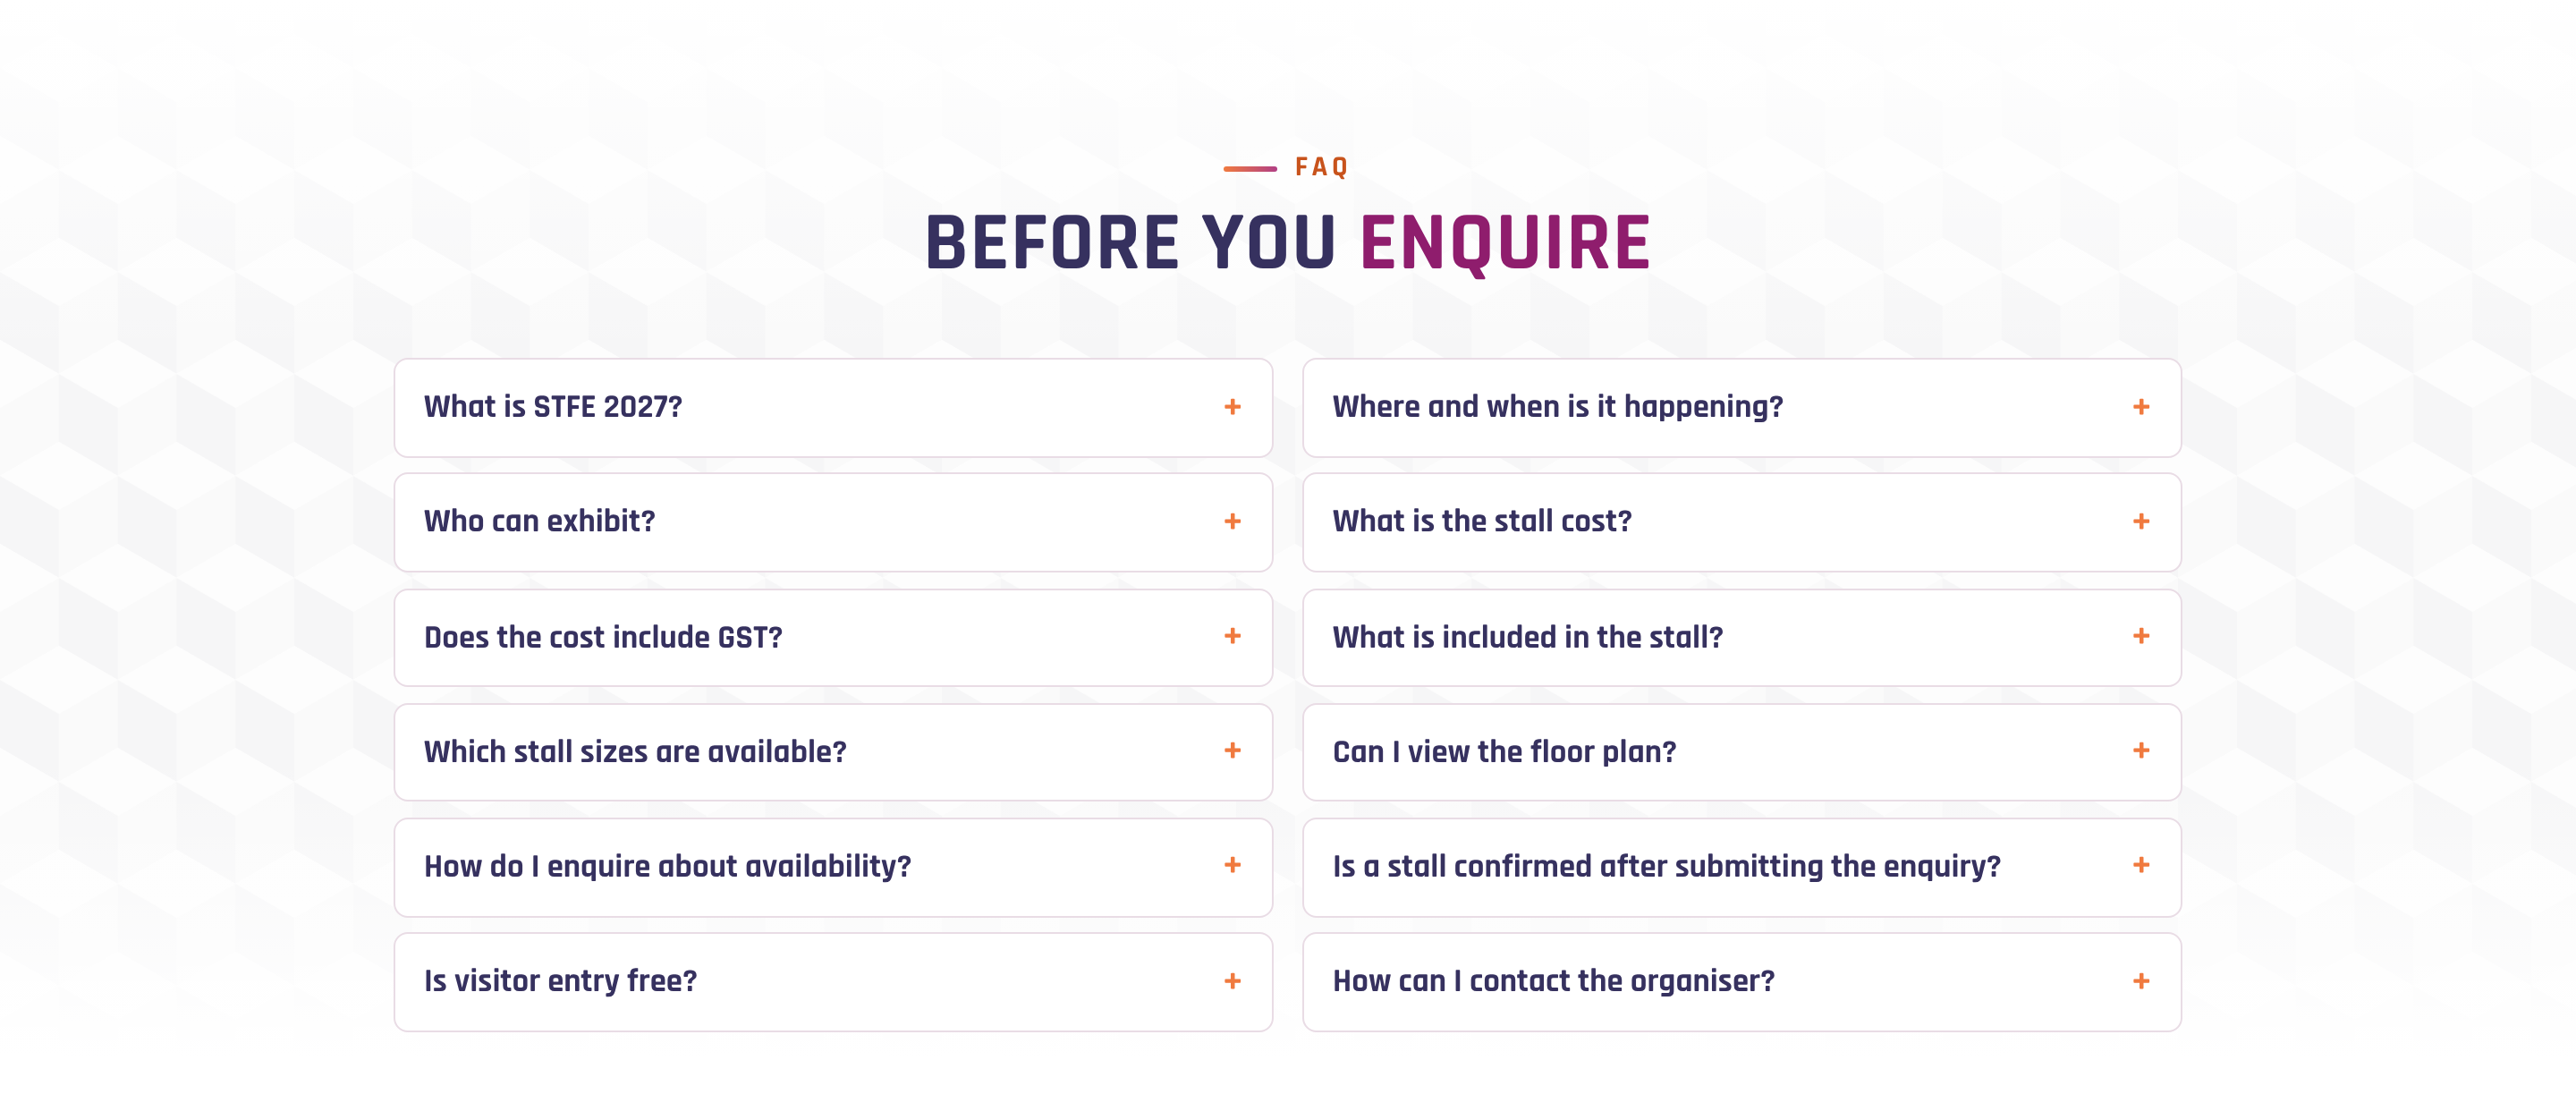 FAQ
BEFORE YOU ENQUIRE
What is STFE 2027?
+
Where and when is it happening?
+
Who can exhibit?
+
What is the stall cost?
+
Does the cost include GST?
+
What is included in the stall?
+
Which stall sizes are available?
+
Can I view the floor plan?
+
How do I enquire about availability?
+
Is a stall confirmed after submitting the enquiry?
+
Is visitor entry free?
+
How can I contact the organiser?
+